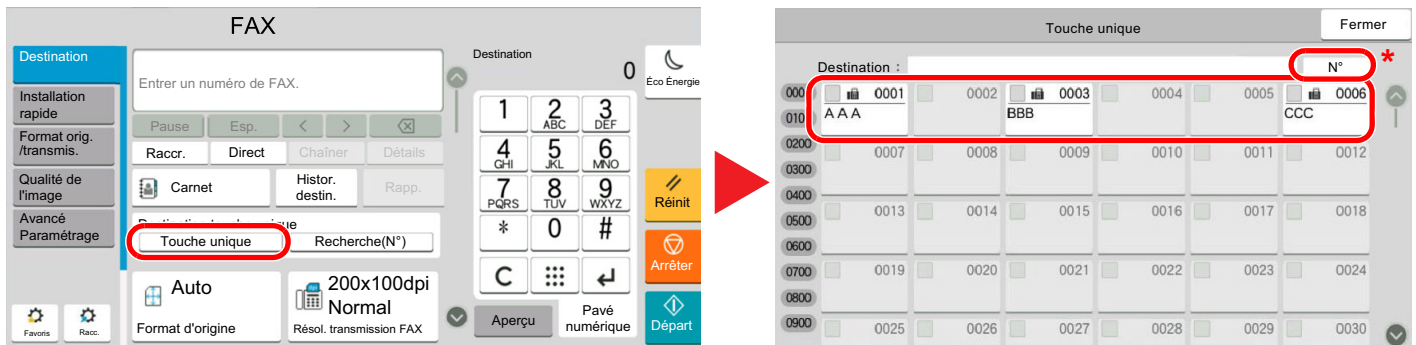 FAX
Destination
Installation
rapide
Format orig.
/transmis.
Qualité de
l'image
Avancé
Paramétrage
Favoris
Racc.
Entrer un numéro de FAX.
Pause Esp. < >
Raccr. Direct Chaîner Détails
Carnet
Histor.
destin.
Rapp.
Touche unique Recherche(N°)
Auto
Format d'origine
200x100dpi
Normal
Résol. transmission FAX
Destination
0
1 2 3
ABC DEF
4 5 6
GHI JKL MNO
7 8 9
PQRS TUV WXYZ
* 0 #
C
Aperçu
Pavé
numérique
Éco Énergie
Réinit
Arrêter
Départ
Touche unique
Fermer
Destination :
N° *
0001 0002 0003 0004 0005 0006
AAA BBB CCC
0007 0008 0009 0010 0011 0012
0013 0014 0015 0016 0017 0018
0019 0020 0021 0022 0023 0024
0025 0026 0027 0028 0029 0030
0200
0300
0400
0500
0600
0700
0800
0900